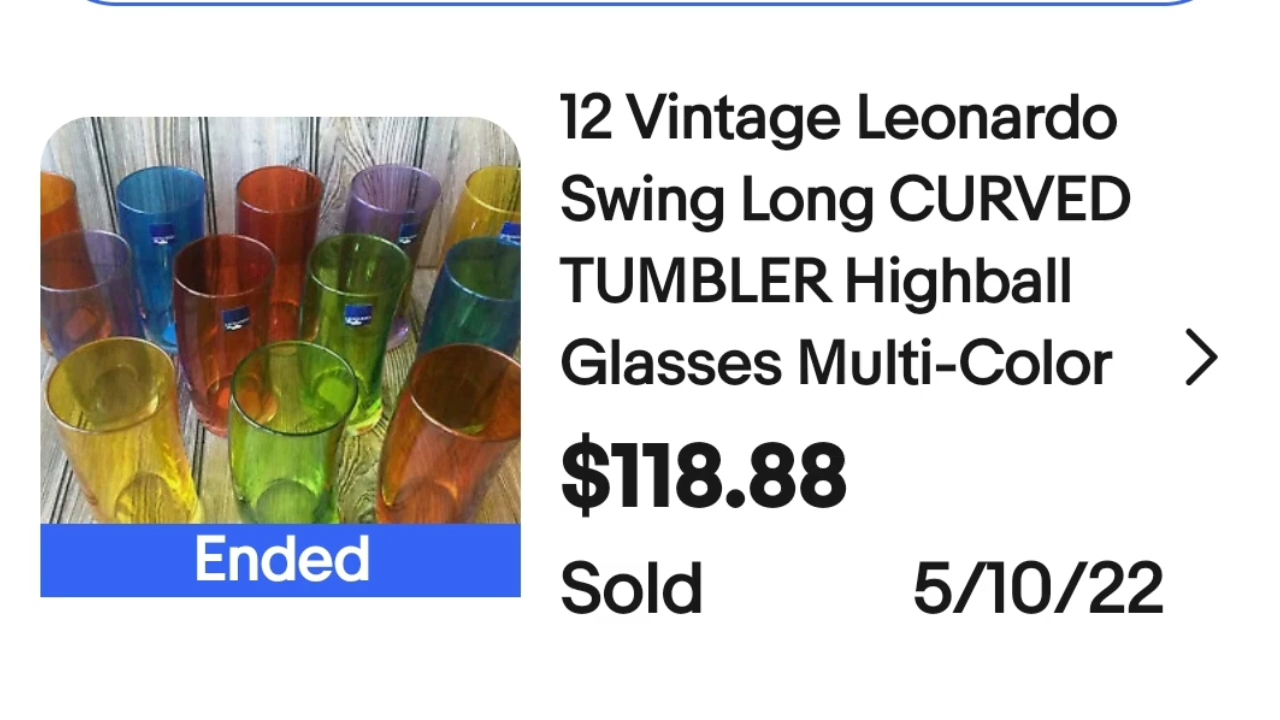 12 Vintage Leonardo
Swing Long CURVED
TUMBLER Highball
Glasses Multi-Color
$118.88
Sold 5/10/22
Ended